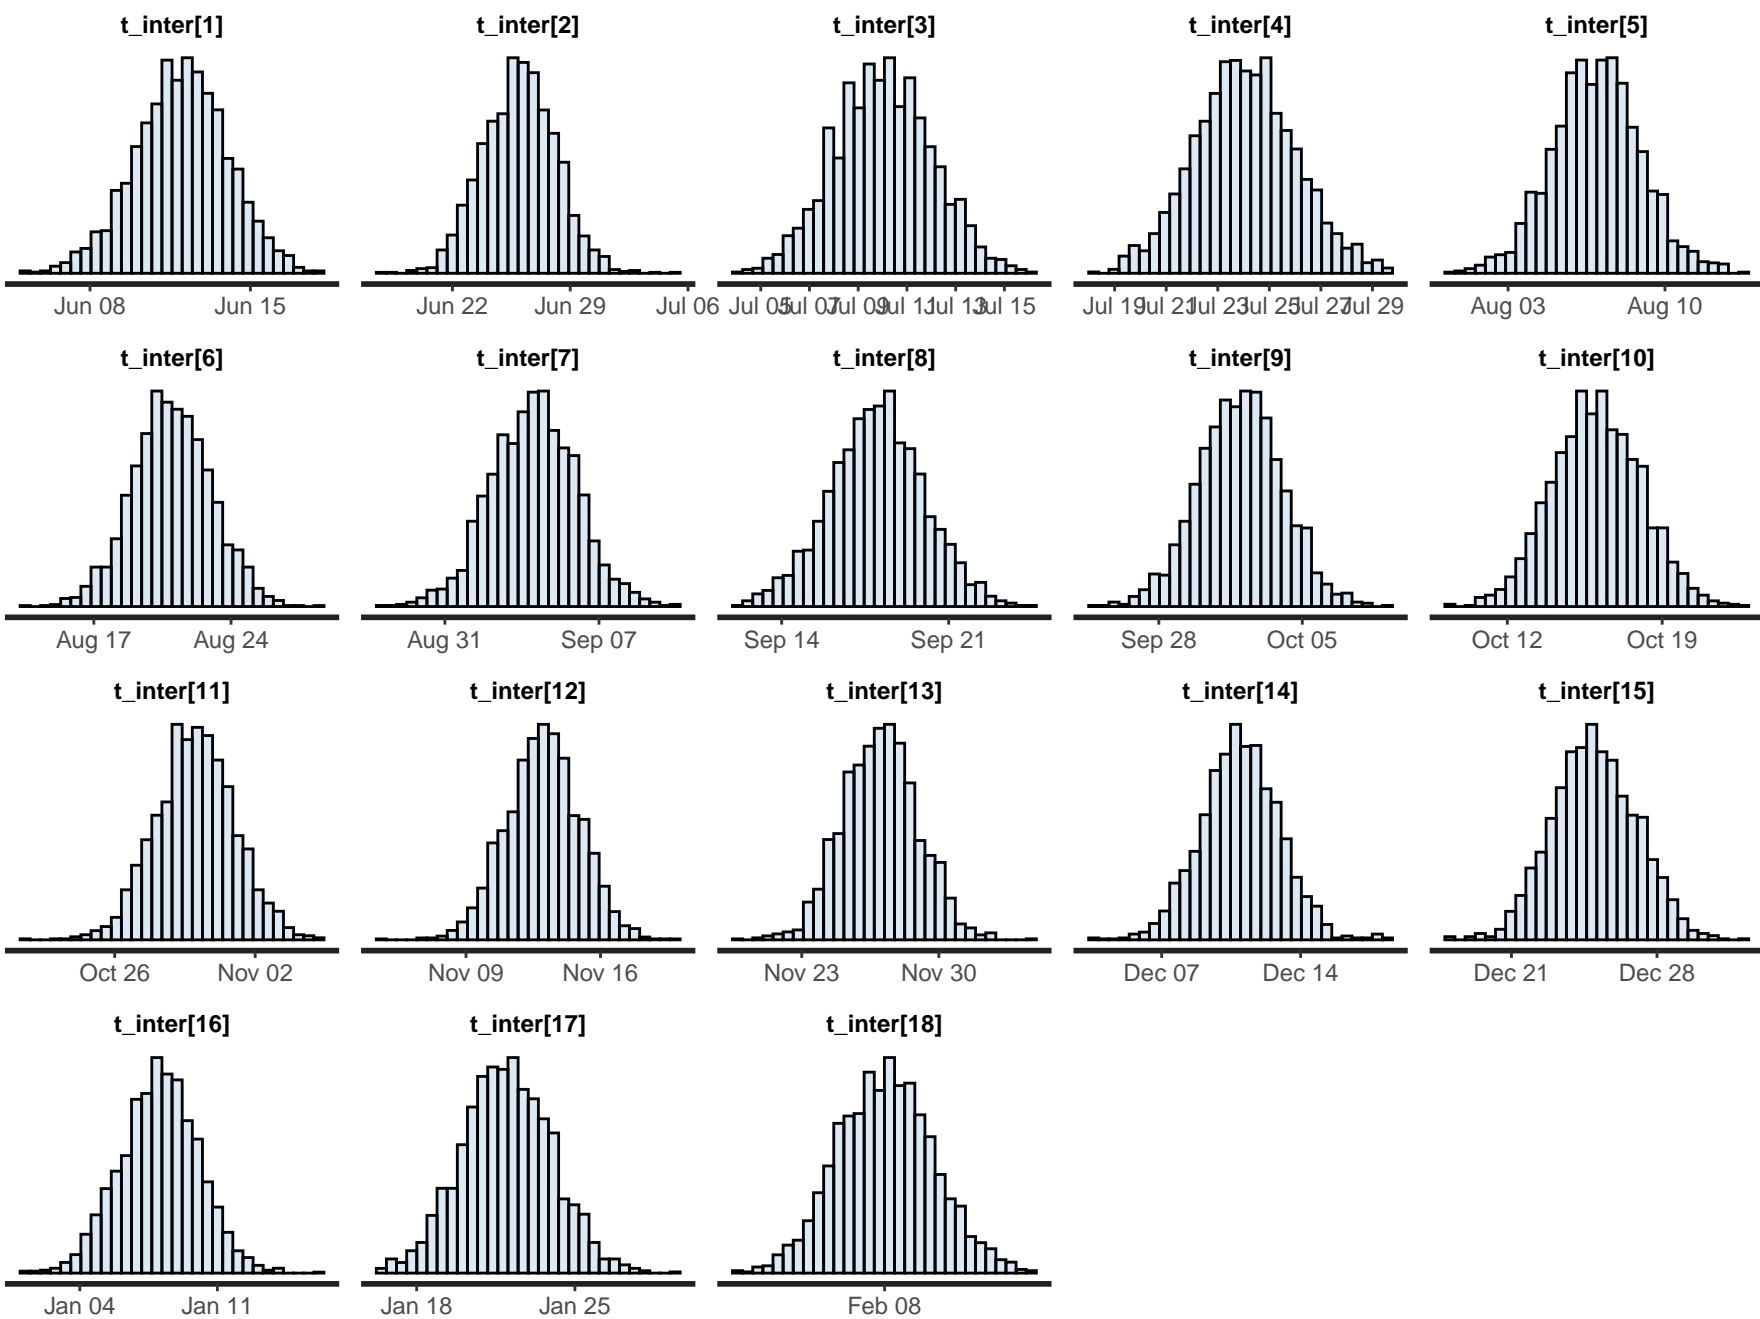 t_inter[1] t_inter[2] t_inter[3] t_inter[4] t_inter[5]
Jun 08 Jun 15 Jun 22 Jun 29 Jul 06 Jul 05 Jul 07 Jul 09 Jul 11 Jul 13 Jul 15 Jul 19 Jul 21 Jul 23 Jul 25 Jul 27 Jul 29 Aug 03 Aug 10
t_inter[6] t_inter[7] t_inter[8] t_inter[9] t_inter[10]
Aug 17 Aug 24 Aug 31 Sep 07 Sep 14 Sep 21 Sep 28 Oct 05 Oct 12 Oct 19
t_inter[11] t_inter[12] t_inter[13] t_inter[14] t_inter[15]
Oct 26 Nov 02 Nov 09 Nov 16 Nov 23 Nov 30 Dec 07 Dec 14 Dec 21 Dec 28
t_inter[16] t_inter[17] t_inter[18]
Jan 04 Jan 11 Jan 18 Jan 25 Feb 08